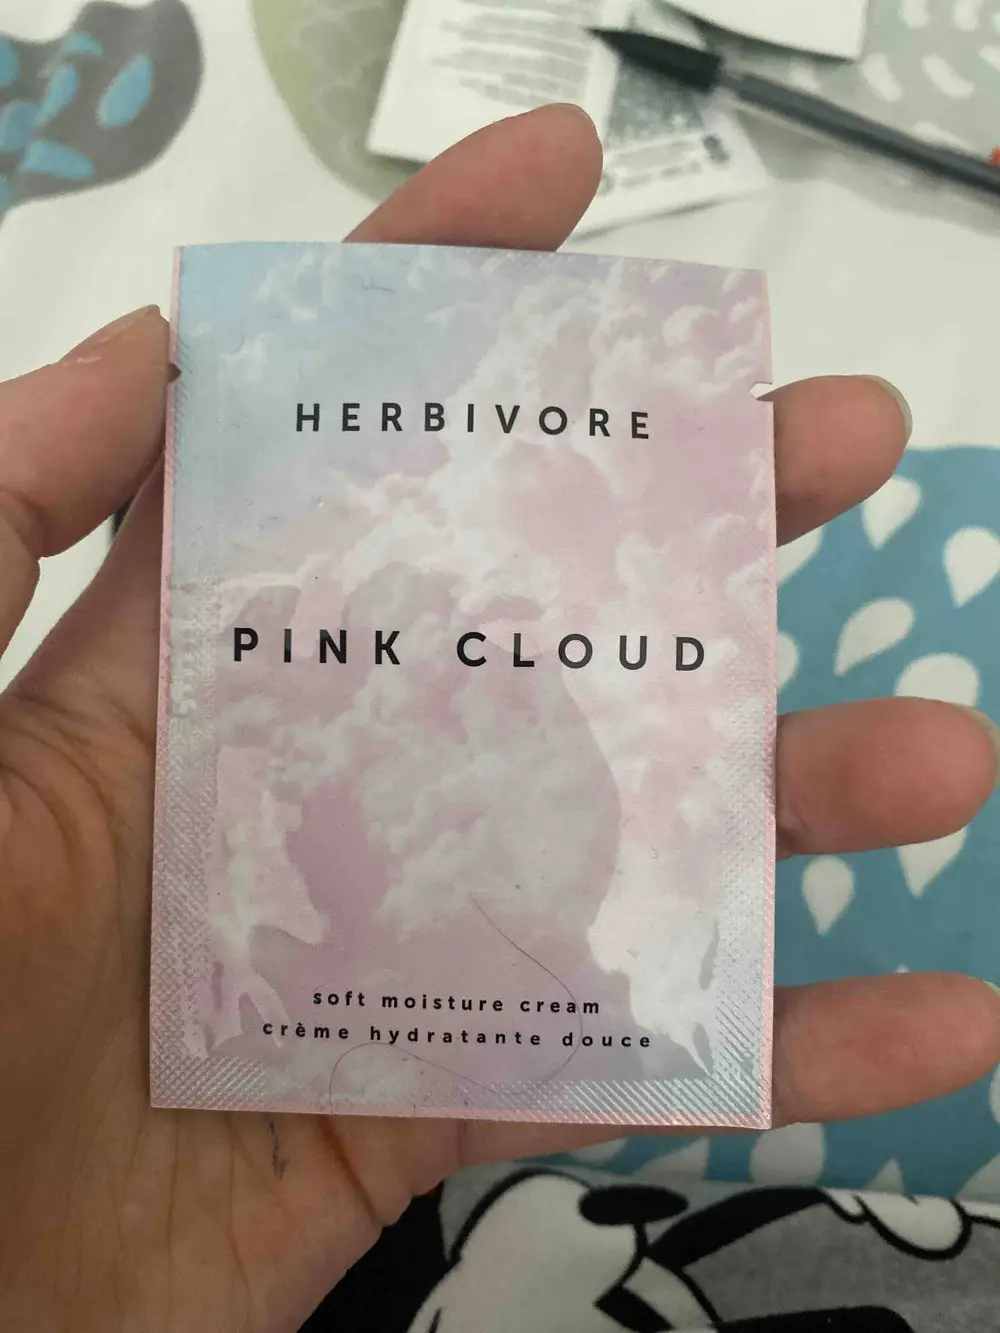 HERBIVORE
PINK CLOUD
soft moisture cream
crème hydratante douce